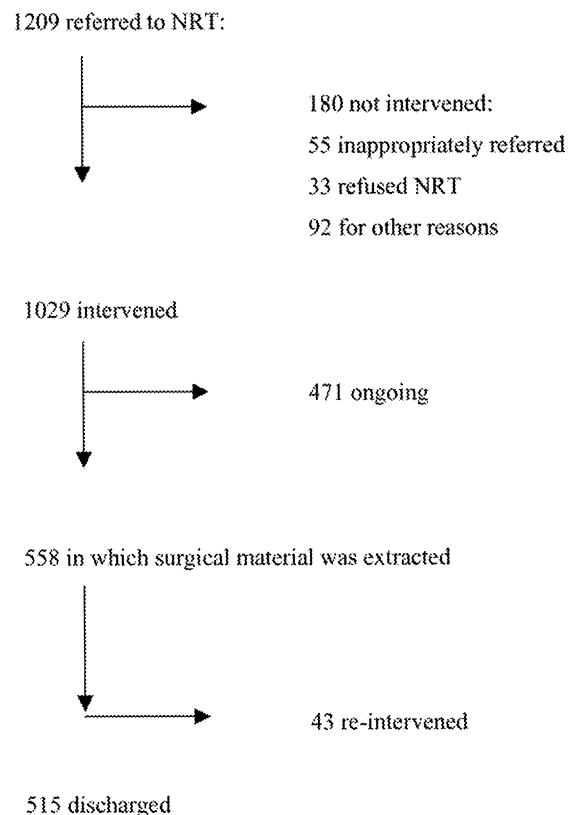 1209 referred to NRT:
180 not intervened:
55 inappropriately referred
33 refused NRT
92 for other reasons
1029 intervened
471 ongoing
558 in which surgical material was extracted
43 re-intervened
515 discharged